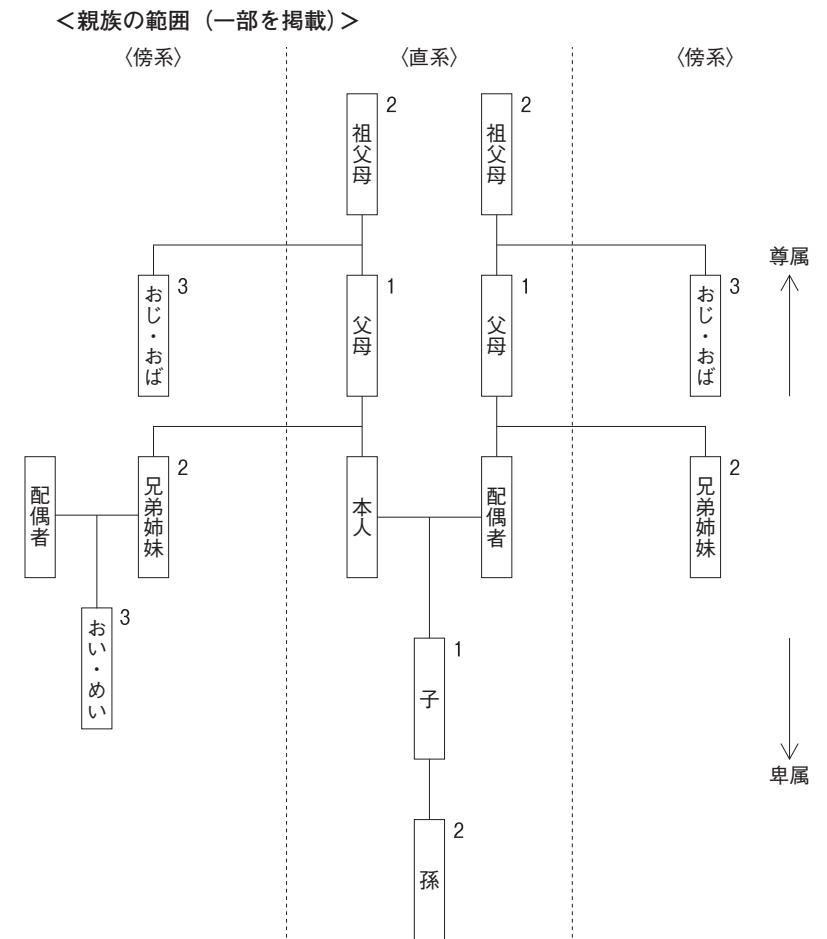 ＜親族の範囲（一部を掲載）＞
〈傍系〉
〈直系〉
〈傍系〉
祖父母
2
祖父母
2
尊属
おじ・おば
3
父母
1
父母
1
おじ・おば
3
配偶者
兄弟姉妹
2
本人
配偶者
兄弟姉妹
2
おい・めい
3
子
1
卑属
孫
2